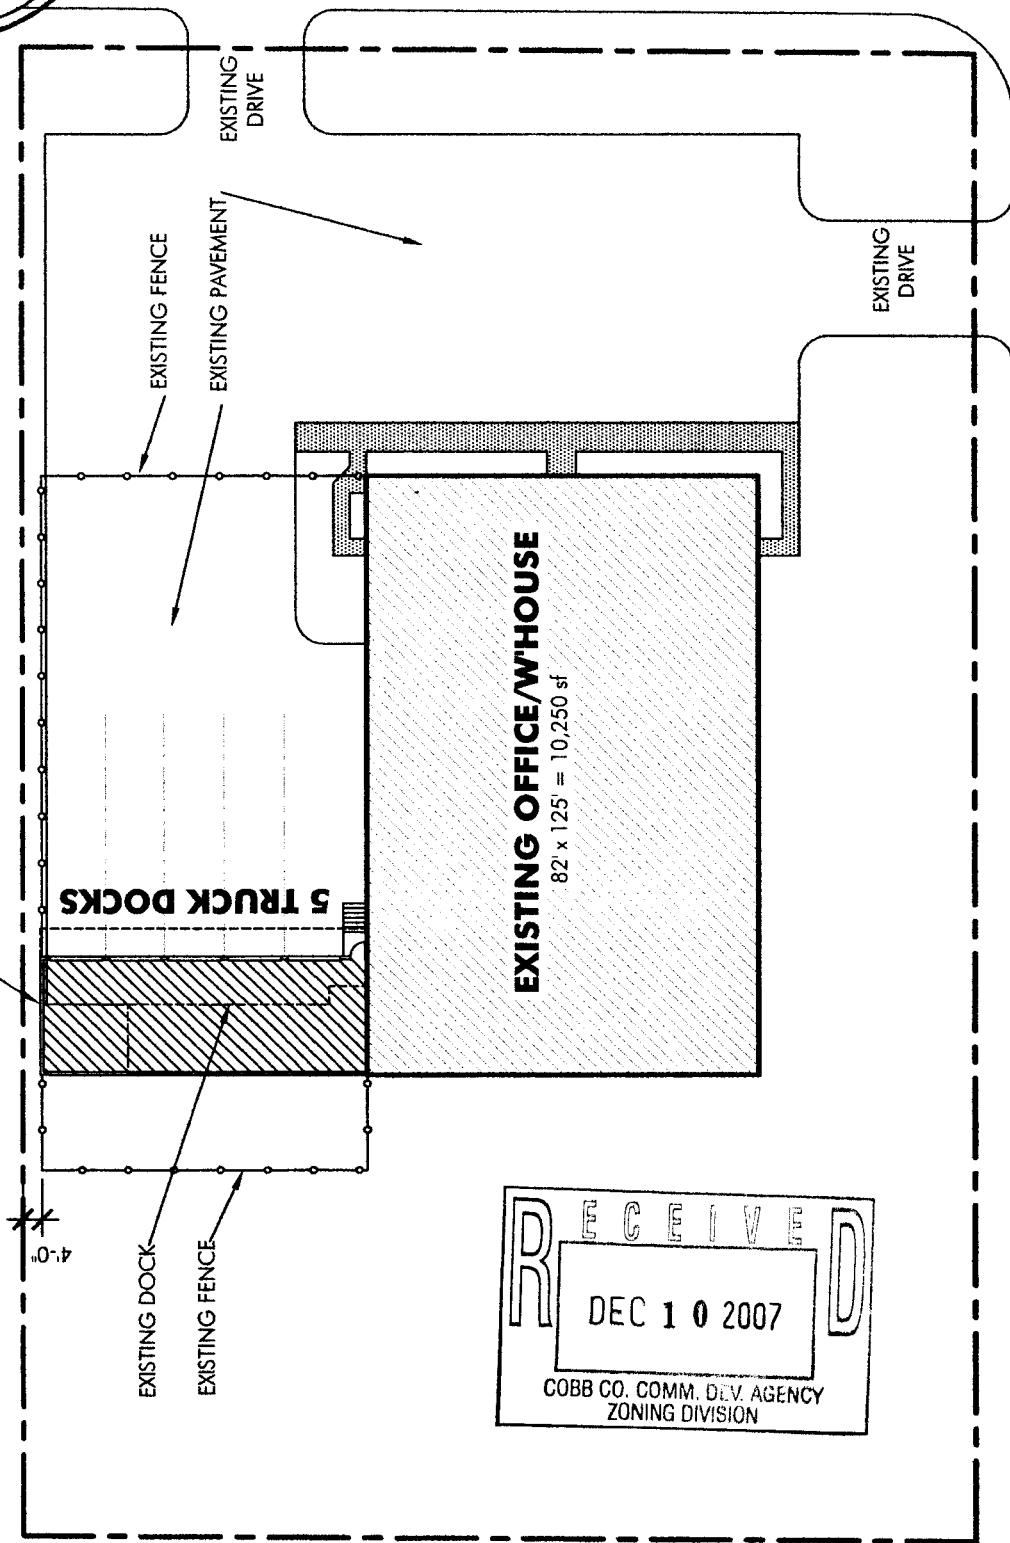 EXISTING
DRIVE
EXISTING FENCE
EXISTING PAVEMENT
EXISTING
DRIVE
EXISTING OFFICE/W'HOUSE
82' x 125' = 10,250 sf
5 TRUCK DOCKS
4'-0"
EXISTING DOCK
EXISTING FENCE
RECEIVED
DEC 10 2007
COBB CO. COMM. DEV. AGENCY
ZONING DIVISION